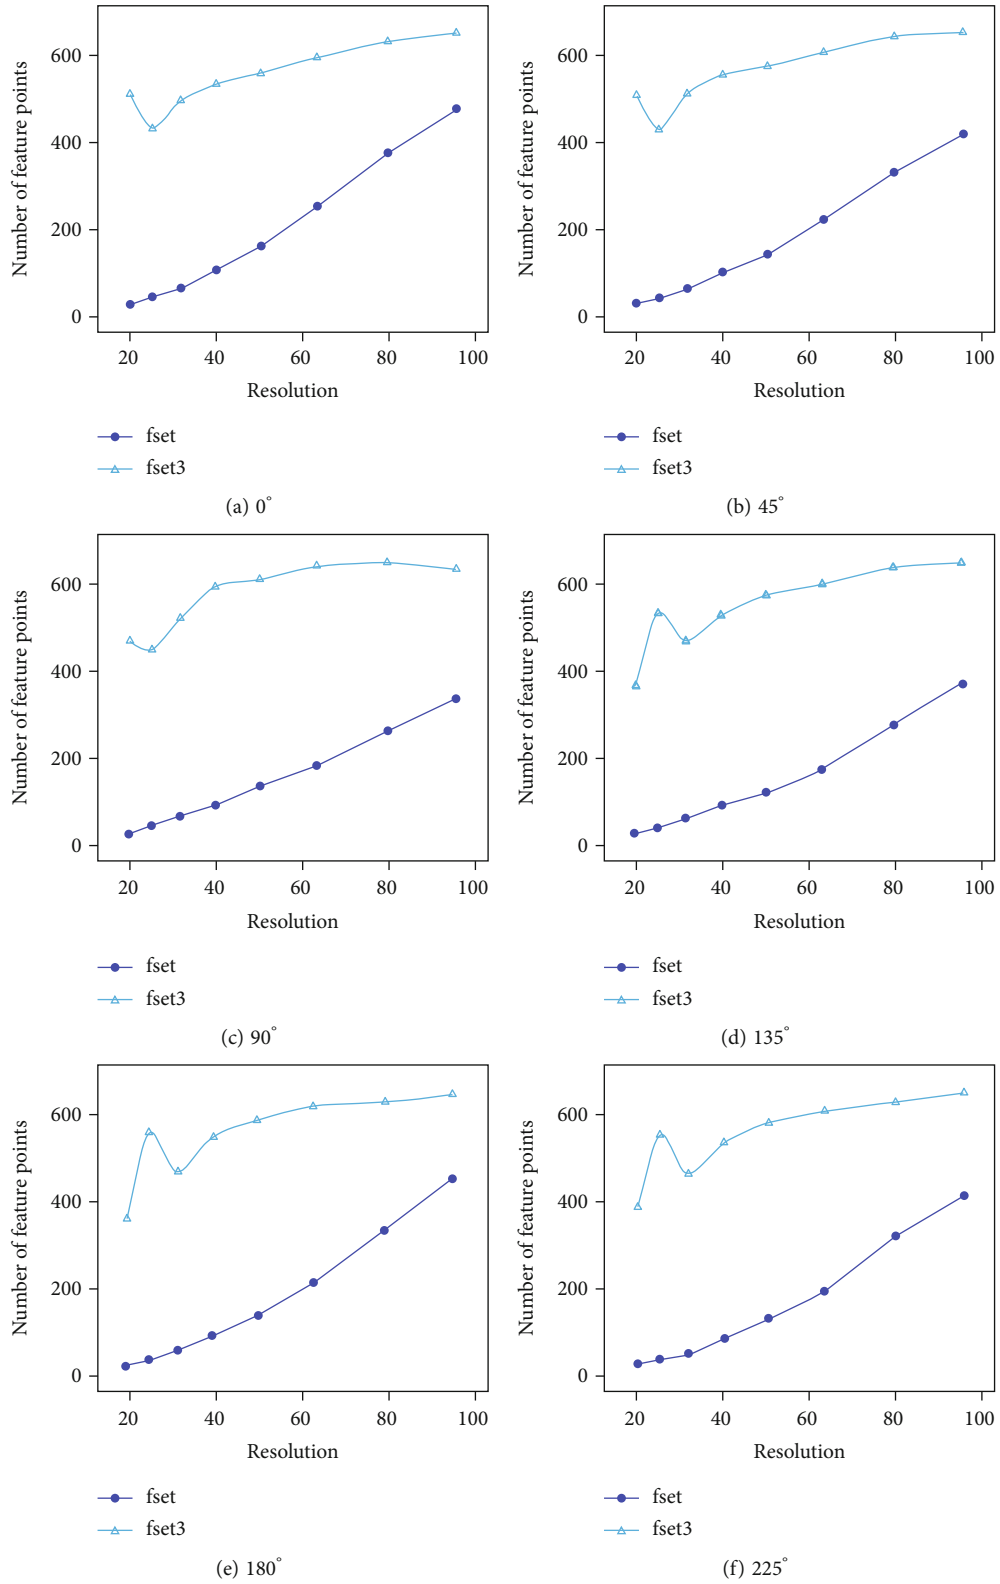 Number of feature points
600
400
200
0
20 40 60 80 100
Resolution
fset
fset3
(a) 0°
Number of feature points
600
400
200
0
20 40 60 80 100
Resolution
fset
fset3
(b) 45°
Number of feature points
600
400
200
0
20 40 60 80 100
Resolution
fset
fset3
(c) 90°
Number of feature points
600
400
200
0
20 40 60 80 100
Resolution
fset
fset3
(d) 135°
Number of feature points
600
400
200
0
20 40 60 80 100
Resolution
fset
fset3
(e) 180°
Number of feature points
600
400
200
0
20 40 60 80 100
Resolution
fset
fset3
(f) 225°